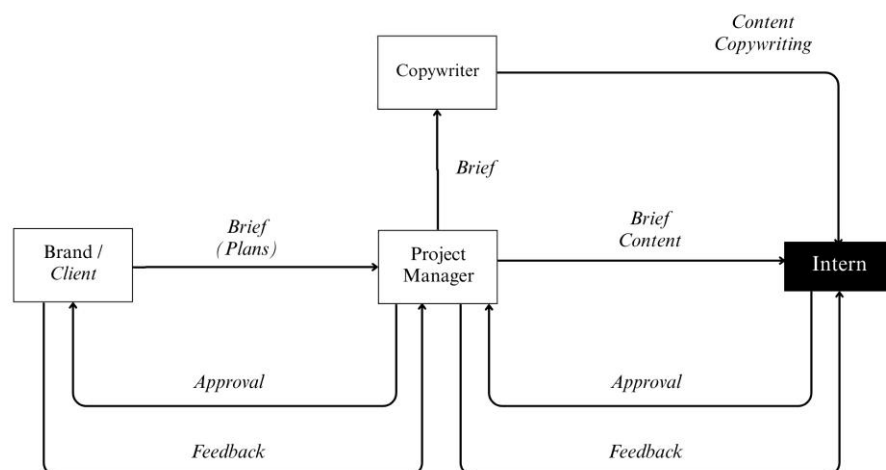 Content
Copywriting
Copywriter
Brief
Brief
(Plans)
Brief
Content
Brand /
Client
Project
Manager
Intern
Approval
Approval
Feedback
Feedback